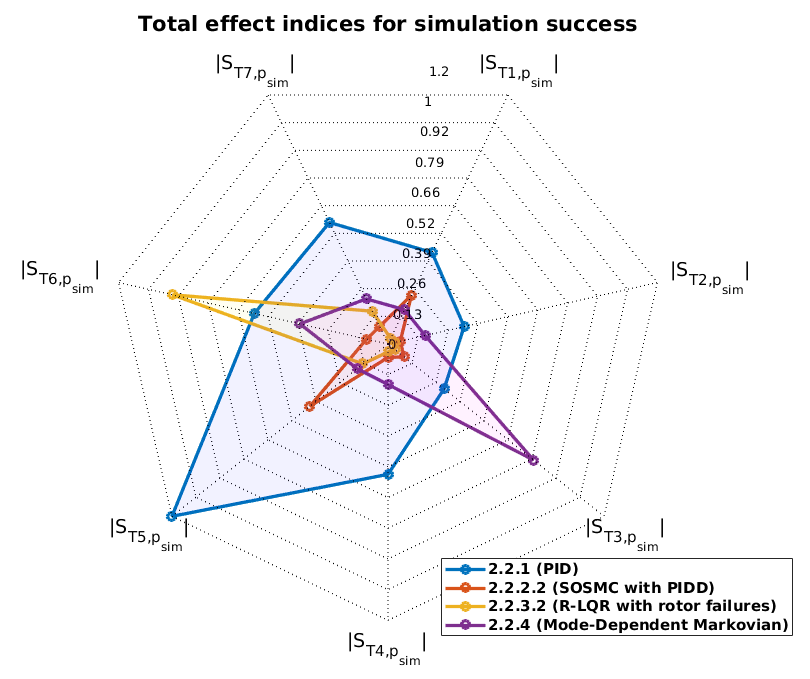 Total effect indices for simulation success
|S_T7,p_sim|
|S_T1,p_sim|
1.2
1
0.92
0.79
0.66
0.52
0.39
0.26
0.13
0
|S_T6,p_sim|
|S_T2,p_sim|
|S_T5,p_sim|
|S_T3,p_sim|
|S_T4,p_sim|
2.2.1 (PID)
2.2.2.2 (SOSMC with PIDD)
2.2.3.2 (R-LQR with rotor failures)
2.2.4 (Mode-Dependent Markovian)